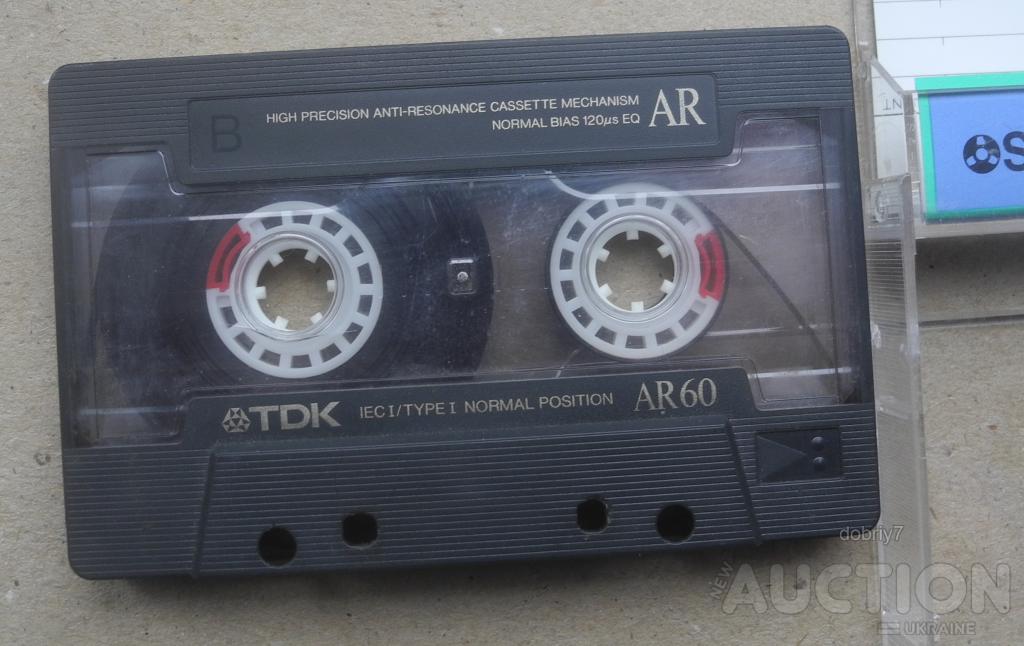 B
HIGH PRECISION ANTI-RESONANCE CASSETTE MECHANISM
NORMAL BIAS 120µs EQ
AR
TDK
IEC I/TYPE I NORMAL POSITION
AR60
dobriy7
NEW
AUCTION
UKRAINE